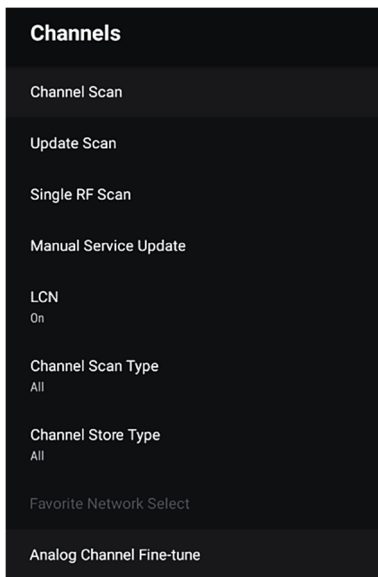 Channels
Channel Scan
Update Scan
Single RF Scan
Manual Service Update
LCN
On
Channel Scan Type
All
Channel Store Type
All
Favorite Network Select
Analog Channel Fine-tune